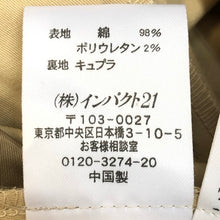 表地 綿 98%
ポリウレタン 2%
裏地 キュプラ
(株)インパクト21
〒103-0027
東京都中央区日本橋3-10-5
お客様相談室
0120-3274-20
中国製